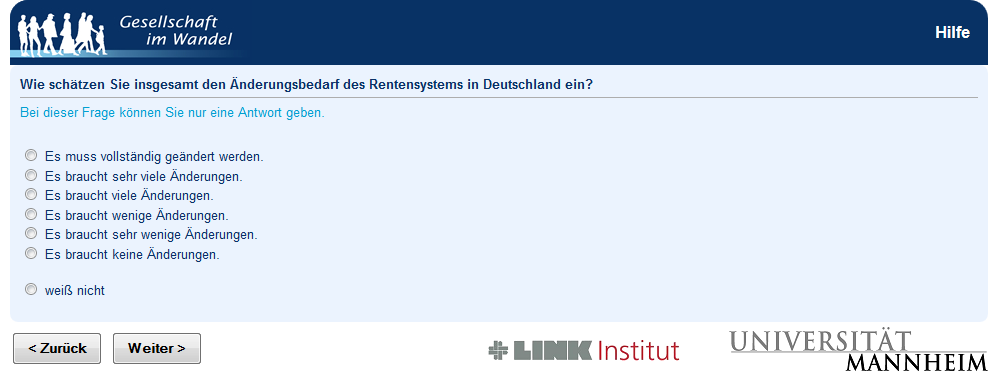 Gesellschaft
im Wandel
Hilfe
Wie schätzen Sie insgesamt den Änderungsbedarf des Rentensystems in Deutschland ein?
Bei dieser Frage können Sie nur eine Antwort geben.
Es muss vollständig geändert werden.
Es braucht sehr viele Änderungen.
Es braucht viele Änderungen.
Es braucht wenige Änderungen.
Es braucht sehr wenige Änderungen.
Es braucht keine Änderungen.
weiß nicht
< Zurück
Weiter >
LINK Institut
UNIVERSITÄT
MANNHEIM